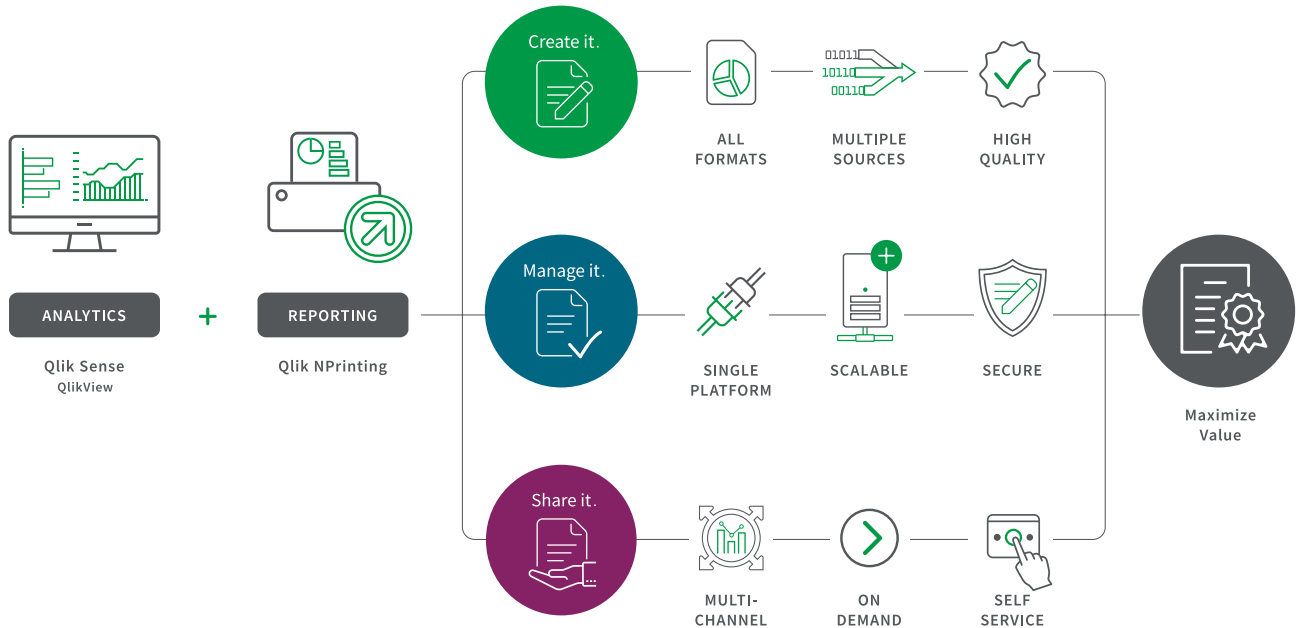 ANALYTICS
Qlik Sense
QlikView
+
REPORTING
Qlik NPrinting
Create it.
ALL
FORMATS
01011
10110
00110
MULTIPLE
SOURCES
HIGH
QUALITY
Manage it.
SINGLE
PLATFORM
SCALABLE
SECURE
Share it.
MULTI-
CHANNEL
ON
DEMAND
SELF
SERVICE
Maximize
Value